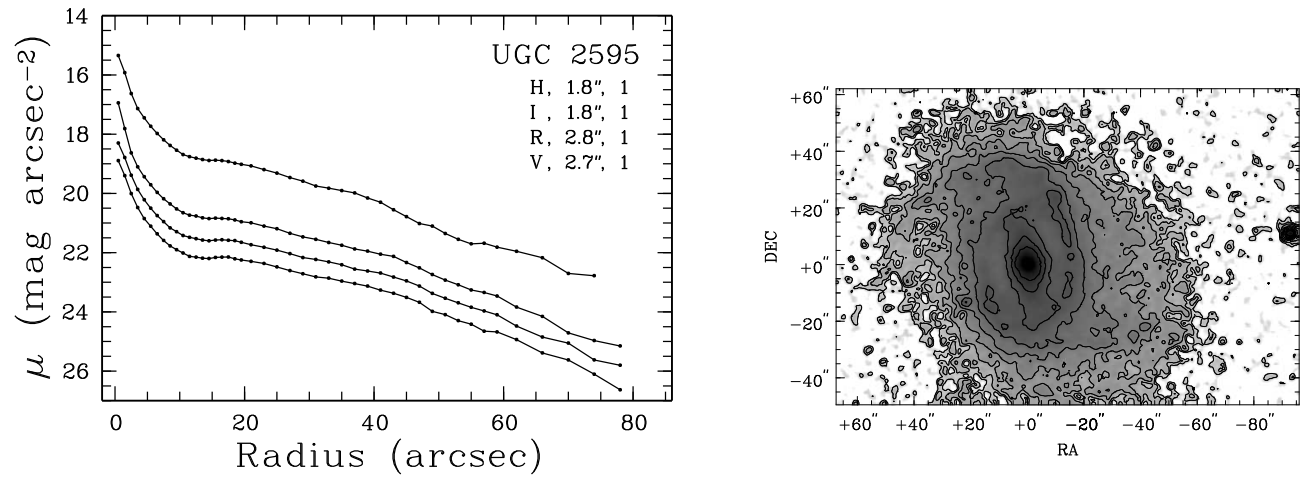 UGC 2595
H, 1.8″, 1
I , 1.8″, 1
R, 2.8″, 1
V, 2.7″, 1
14
16
18
20
22
24
26
μ (mag arcsec−2)
0 20 40 60 80
Radius (arcsec)
+60″
+40″
+20″
+0″
−20″
−40″
DEC
+60″ +40″ +20″ +0″ −20″ −40″ −60″ −80″
RA